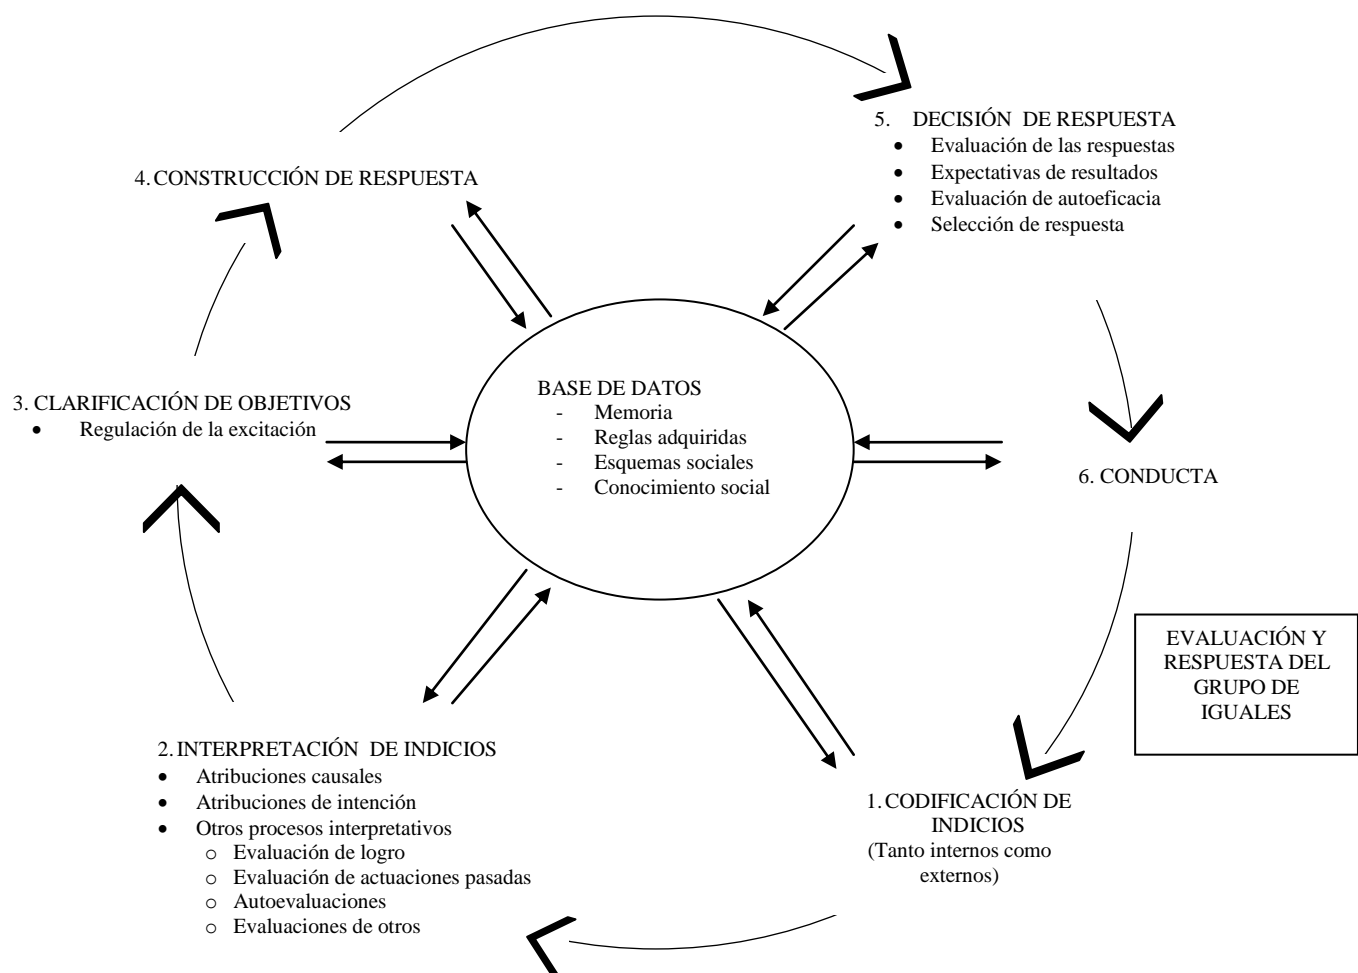 5. DECISIÓN DE RESPUESTA
• Evaluación de las respuestas
• Expectativas de resultados
• Evaluación de autoeficacia
• Selección de respuesta
4. CONSTRUCCIÓN DE RESPUESTA
3. CLARIFICACIÓN DE OBJETIVOS
• Regulación de la excitación
BASE DE DATOS
- Memoria
- Reglas adquiridas
- Esquemas sociales
- Conocimiento social
6. CONDUCTA
EVALUACIÓN Y
RESPUESTA DEL
GRUPO DE
IGUALES
2. INTERPRETACIÓN DE INDICIOS
• Atribuciones causales
• Atribuciones de intención
• Otros procesos interpretativos
o Evaluación de logro
o Evaluación de actuaciones pasadas
o Autoevaluaciones
o Evaluaciones de otros
1. CODIFICACIÓN DE
INDICIOS
(Tanto internos como
externos)